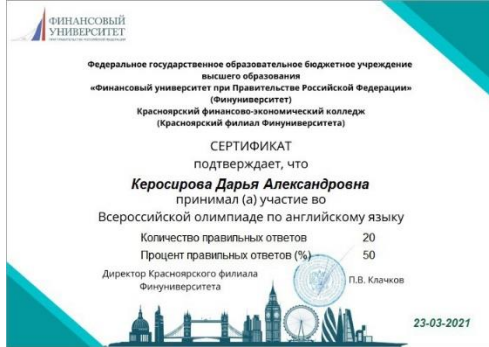 ФИНАНСОВЫЙ
УНИВЕРСИТЕТ
Федеральное государственное образовательное бюджетное учреждение
высшего образования
«Финансовый университет при Правительстве Российской Федерации»
(Финуниверситет)
Красноярский финансово-экономический колледж
(Красноярский филиал Финуниверситета)
СЕРТИФИКАТ
подтверждает, что
Керосирова Дарья Александровна
принимал (а) участие во
Всероссийской олимпиаде по английскому языку
Количество правильных ответов 20
Процент правильных ответов (%) 50
Директор Красноярского филиала
Финуниверситета
П.В. Клачков
23-03-2021